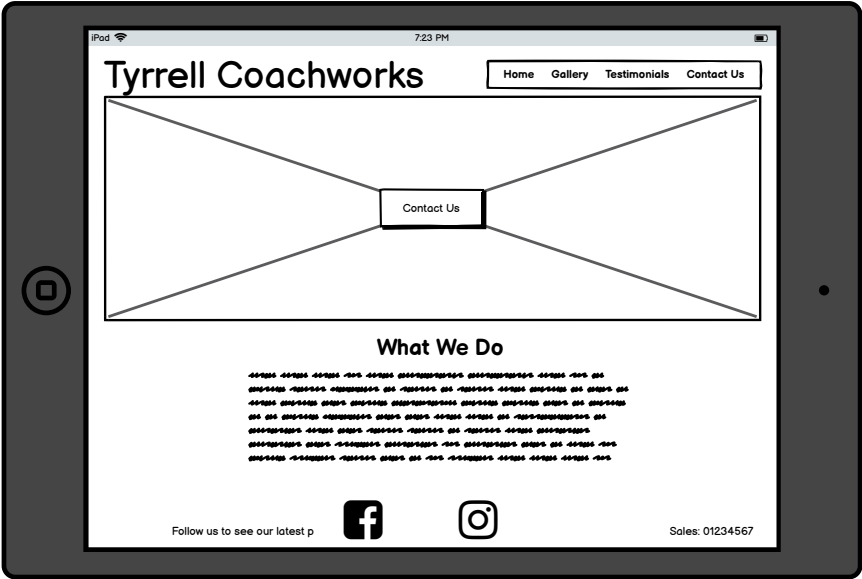 iPad 7:23 PM
Tyrrell Coachworks
Home Gallery Testimonials Contact Us
Contact Us
What We Do
Follow us to see our latest p
Sales: 01234567